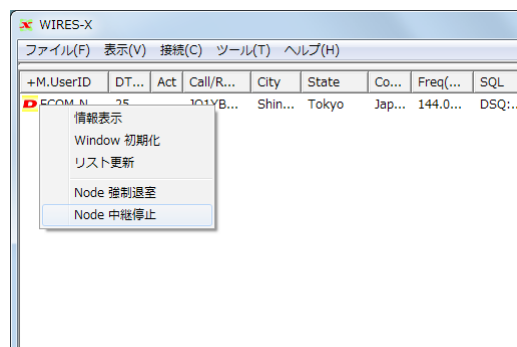 WIRES-X
ファイル(F) 表示(V) 接続(C) ツール(T) ヘルプ(H)
+M.UserID DT... Act Call/R... City State Co... Freq(... SQL
25 JQ1YB... Shin... Tokyo Jap... 144.0... DSQ:..
情報表示
Window 初期化
リスト更新
Node 強制退室
Node 中継停止